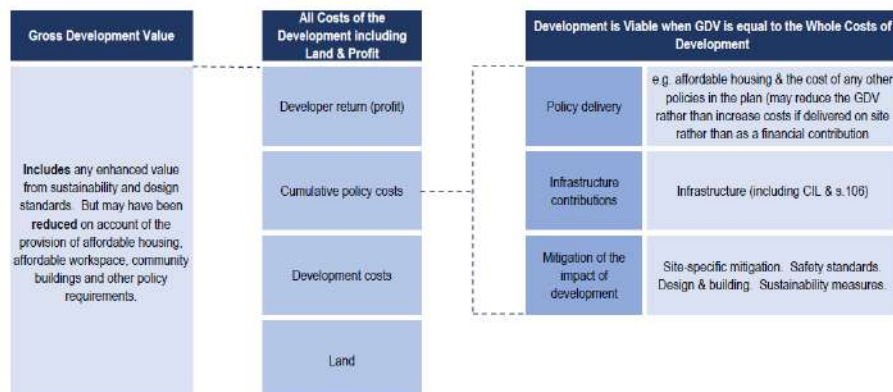 Gross Development Value
All Costs of the
Development including
Land & Profit
Development is Viable when GDV is equal to the Whole Costs of
Development
Includes any enhanced value
from sustainability and design
standards. But may have been
reduced on account of the
provision of affordable housing,
affordable workspace, community
buildings and other policy
requirements.
Developer return (profit)
Cumulative policy costs
Development costs
Land
Policy delivery
e.g. affordable housing & the cost of any other
policies in the plan (may reduce the GDV
rather than increase costs if delivered on site
rather than as a financial contribution
Infrastructure
contributions
Infrastructure (including CIL & s.106)
Mitigation of the
impact of
development
Site-specific mitigation. Safety standards.
Design & building. Sustainability measures.